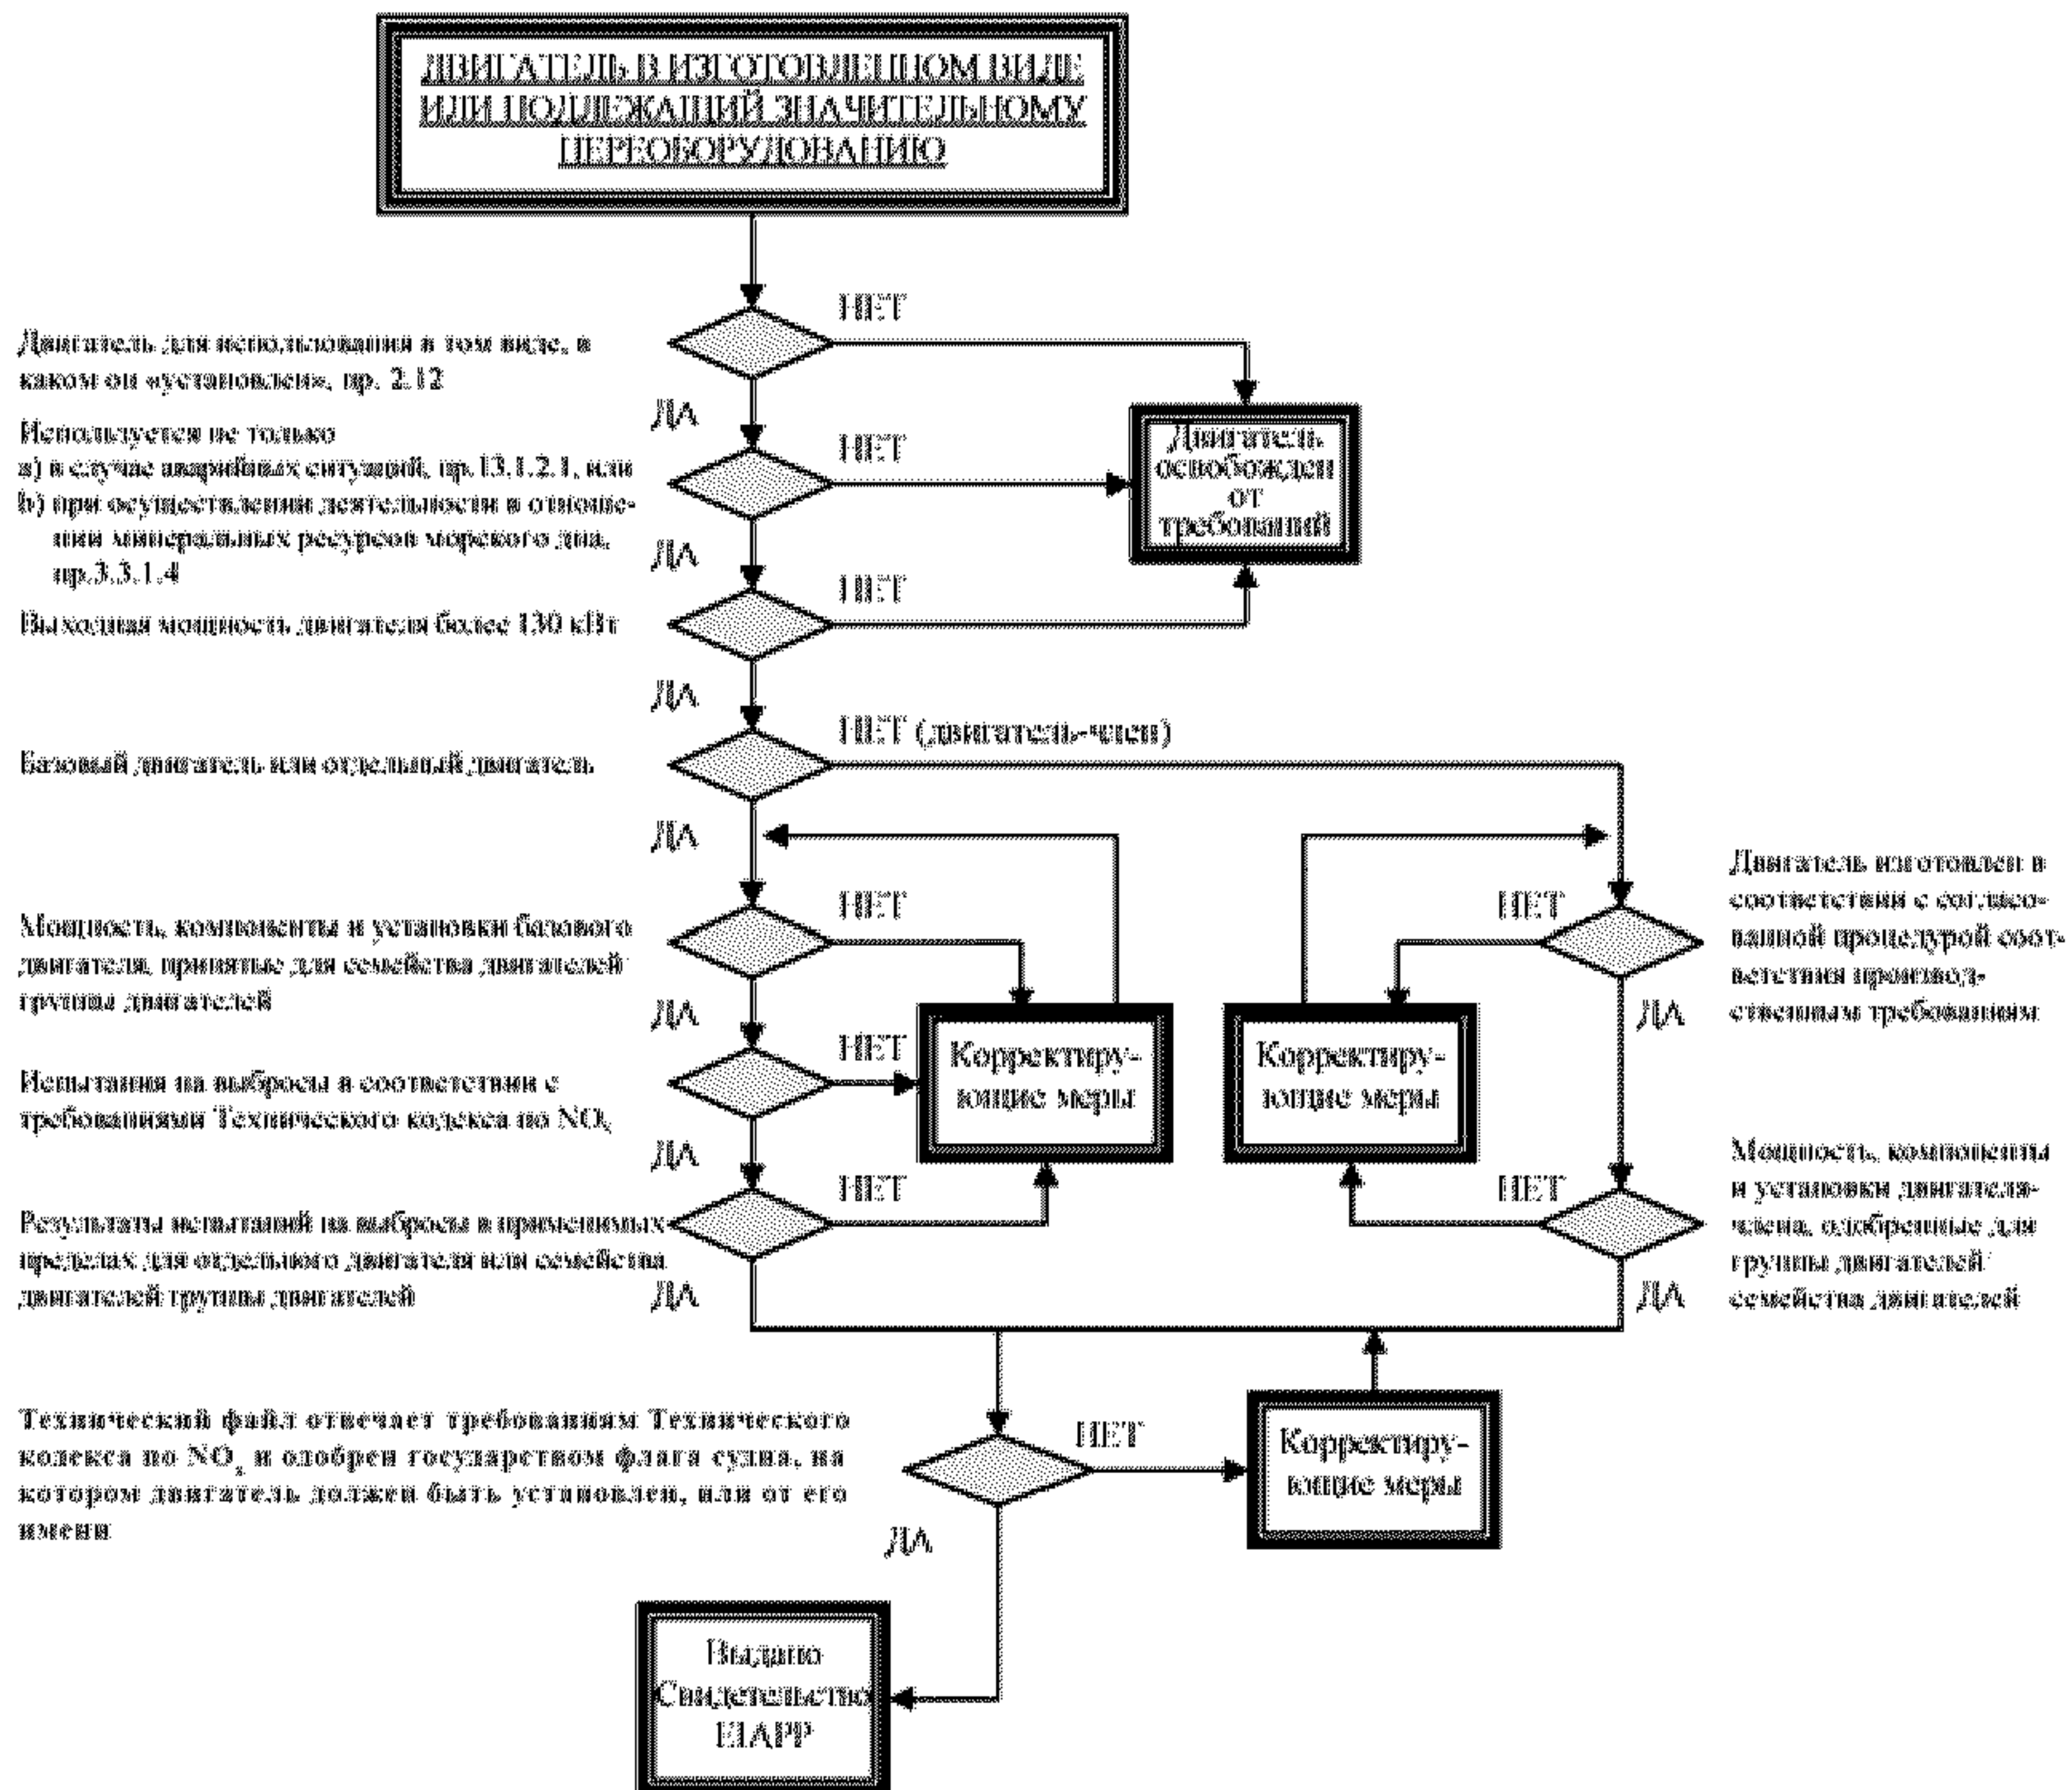 ДВИГАТЕЛЬ В ИЗГОТОВЛЕННОМ ВИДЕ
ИЛИ ПОДЛЕЖАЩИЙ ЗНАЧИТЕЛЬНОМУ
ПЕРЕОБОРУДОВАНИЮ
НЕТ
Двигатель для использования в том виде, в
каком он «установлен», пр. 2.12
ДА
Используется не только
а) в случае аварийных ситуаций, пр.13.1.2.1, или
b) при осуществлении деятельности в отноше-
нии минеральных ресурсов морского дна,
пр.3.3.1.4
НЕТ
Двигатель
освобожден
от
требований
ДА
НЕТ
Выходная мощность двигателя более 130 кВт
ДА
НЕТ (двигатель-член)
Базовый двигатель или отдельный двигатель
ДА
Мощность, компоненты и установки базового
двигателя, принятые для семейства двигателей
группы двигателей
НЕТ
НЕТ
Двигатель изготовлен в
соответствии с согласо-
ванной процедурой соот-
ветствия производ-
ственным требованиям
ДА
ДА
Испытания на выбросы в соответствии с
требованиями Технического кодекса по NOx
НЕТ
Корректиру-
ющие меры
Корректиру-
ющие меры
ДА
Результаты испытаний на выбросы в применимых
пределах для отдельного двигателя или семейства
двигателей группы двигателей
НЕТ
НЕТ
Мощность, компоненты
и установки двигателя-
члена, одобренные для
группы двигателей/
семейства двигателей
ДА
ДА
Технический файл отвечает требованиям Технического
кодекса по NOx и одобрен государством флага судна, на
котором двигатель должен быть установлен, или от его
имени
НЕТ
Корректиру-
ющие меры
ДА
Выдано
Свидетельство
EIAPP